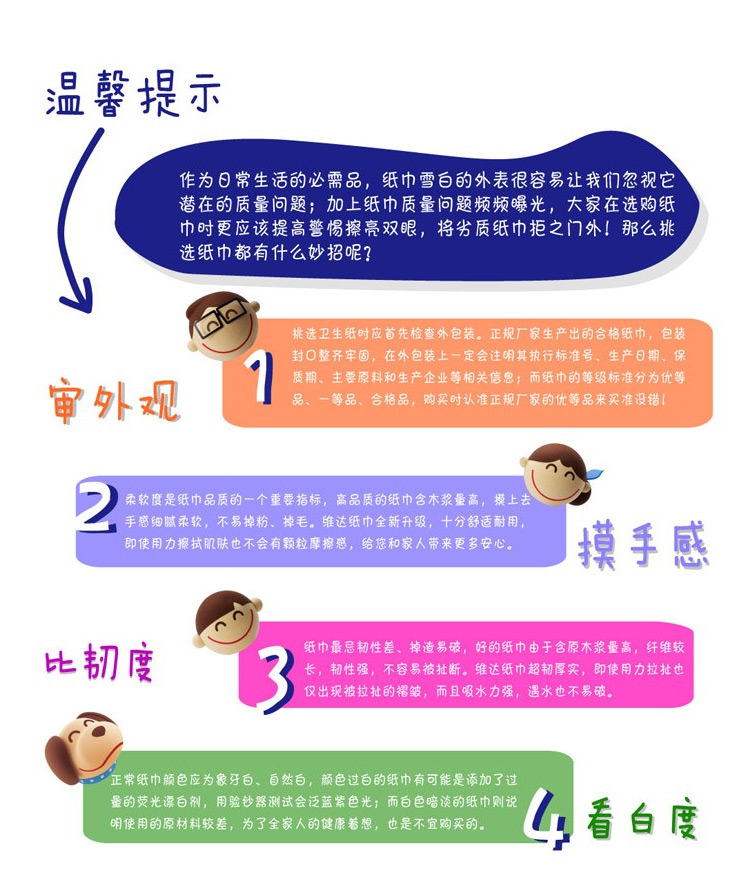 温馨提示
作为日常生活的必需品，纸巾雪白的外表很容易让我们忽视它
潜在的质量问题；加上纸巾质量问题频频曝光，大家在选购纸
巾时更应该提高警惕擦亮双眼，将劣质纸巾拒之门外！那么挑
选纸巾都有什么妙招呢？
审外观
1
挑选卫生纸时应首先检查外包装。正规厂家生产出的合格纸巾，包装
封口整齐牢固，在外包装上一定会注明其执行标准号、生产日期、保
质期、主要原料和生产企业等相关信息；而纸巾的等级标准分为优等
品、一等品、合格品，购买时认准正规厂家的优等品来买准没错！
2
柔软度是纸巾品质的一个重要指标，高品质的纸巾含木浆量高，摸上去
手感细腻柔软，不易掉粉、掉毛。维达纸巾全新升级，十分舒适耐用，
即使用力擦拭肌肤也不会有颗粒摩擦感，给您和家人带来更多安心。
摸手感
比韧度
3
纸巾最忌韧性差、掉渣易破，好的纸巾由于含原木浆量高，纤维较
长，韧性强，不容易被扯断。维达纸巾超韧厚实，即使用力拉扯也
仅出现被拉扯的褶皱，而且吸水力强，遇水也不易破。
正常纸巾颜色应为象牙白、自然白，颜色过白的纸巾有可能是添加了过
量的荧光漂白剂，用验钞器测试会泛蓝紫色光；而白色暗淡的纸巾则说
明使用的原材料较差，为了全家人的健康着想，也是不宜购买的。
4
看白度